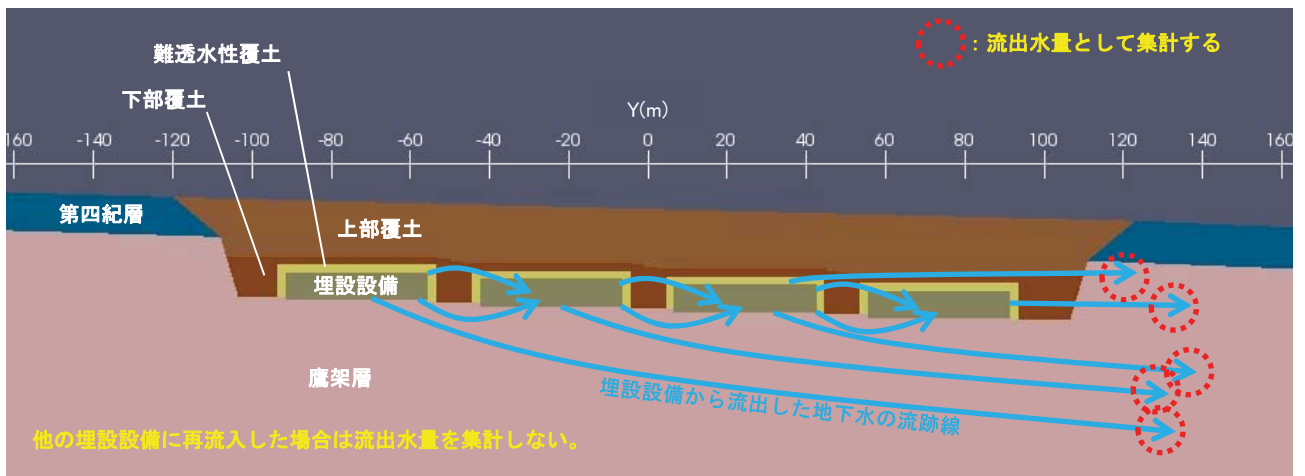 難透水性覆土
：流出水量として集計する
下部覆土
Y(m)
160 -140 -120 -100 -80 -60 -40 -20 0 20 40 60 80 100 120 140 160
第四紀層
上部覆土
埋設設備
鷹架層
埋設設備から流出した地下水の流跡線
他の埋設設備に再流入した場合は流出水量を集計しない。